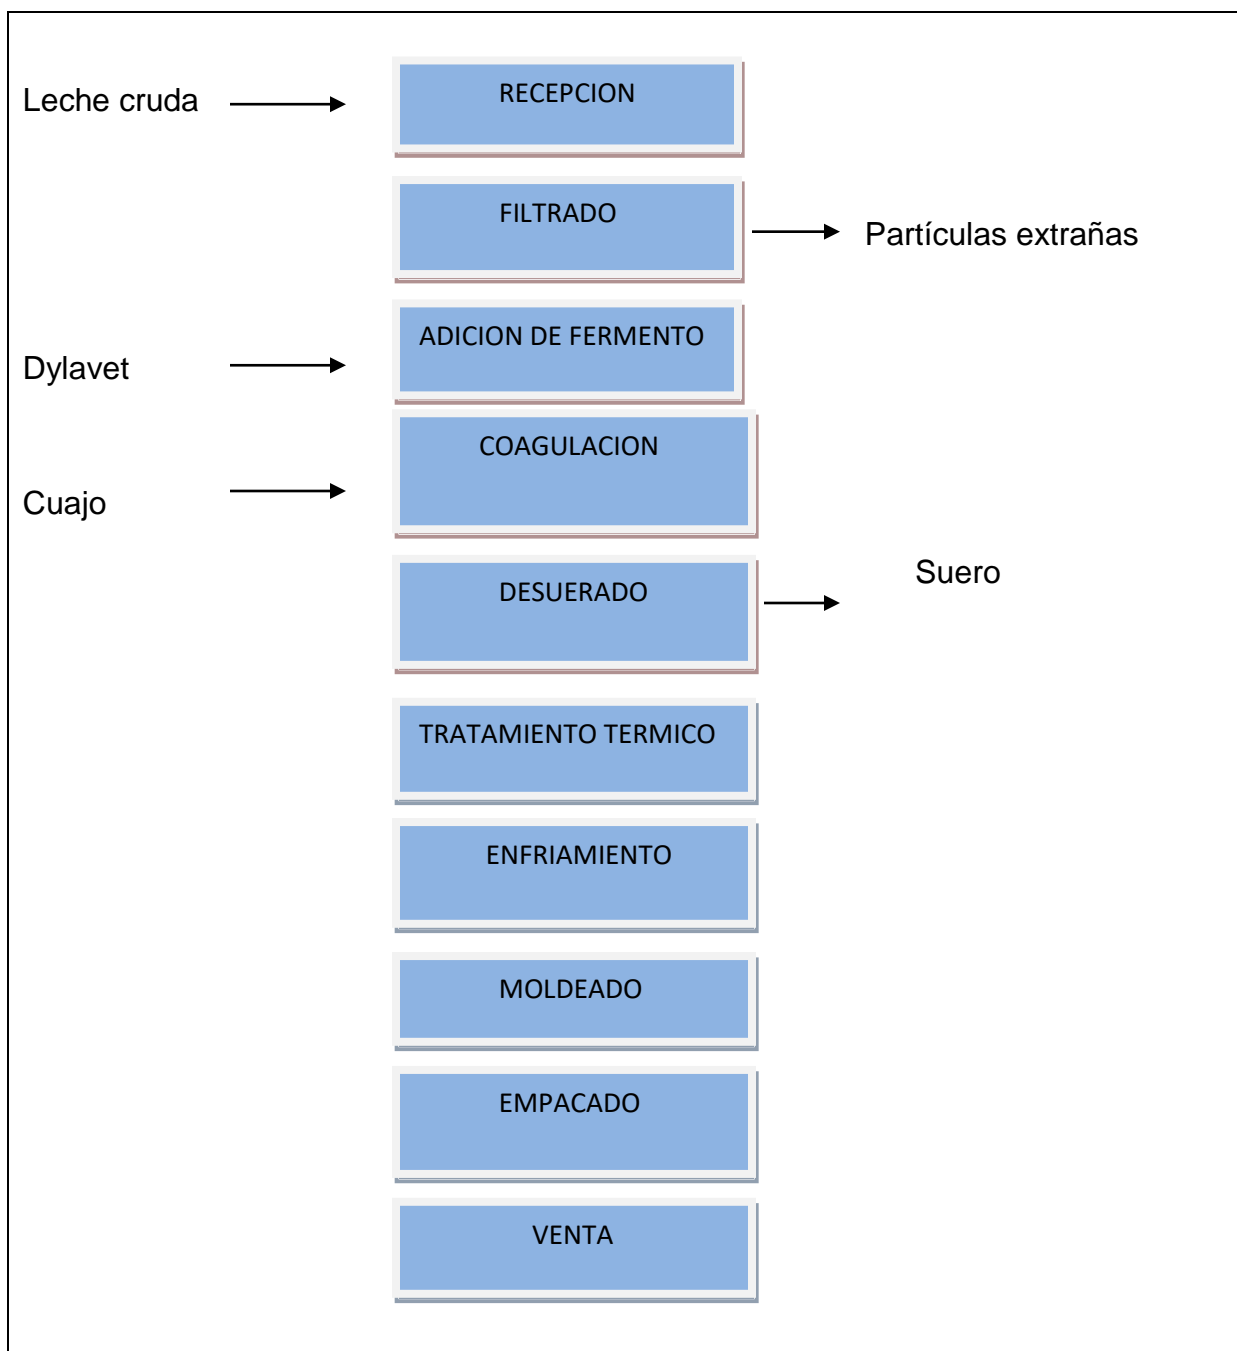 Leche cruda
RECEPCION
FILTRADO
Partículas extrañas
Dylavet
ADICION DE FERMENTO
Cuajo
COAGULACION
DESUERADO
Suero
TRATAMIENTO TERMICO
ENFRIAMIENTO
MOLDEADO
EMPACADO
VENTA